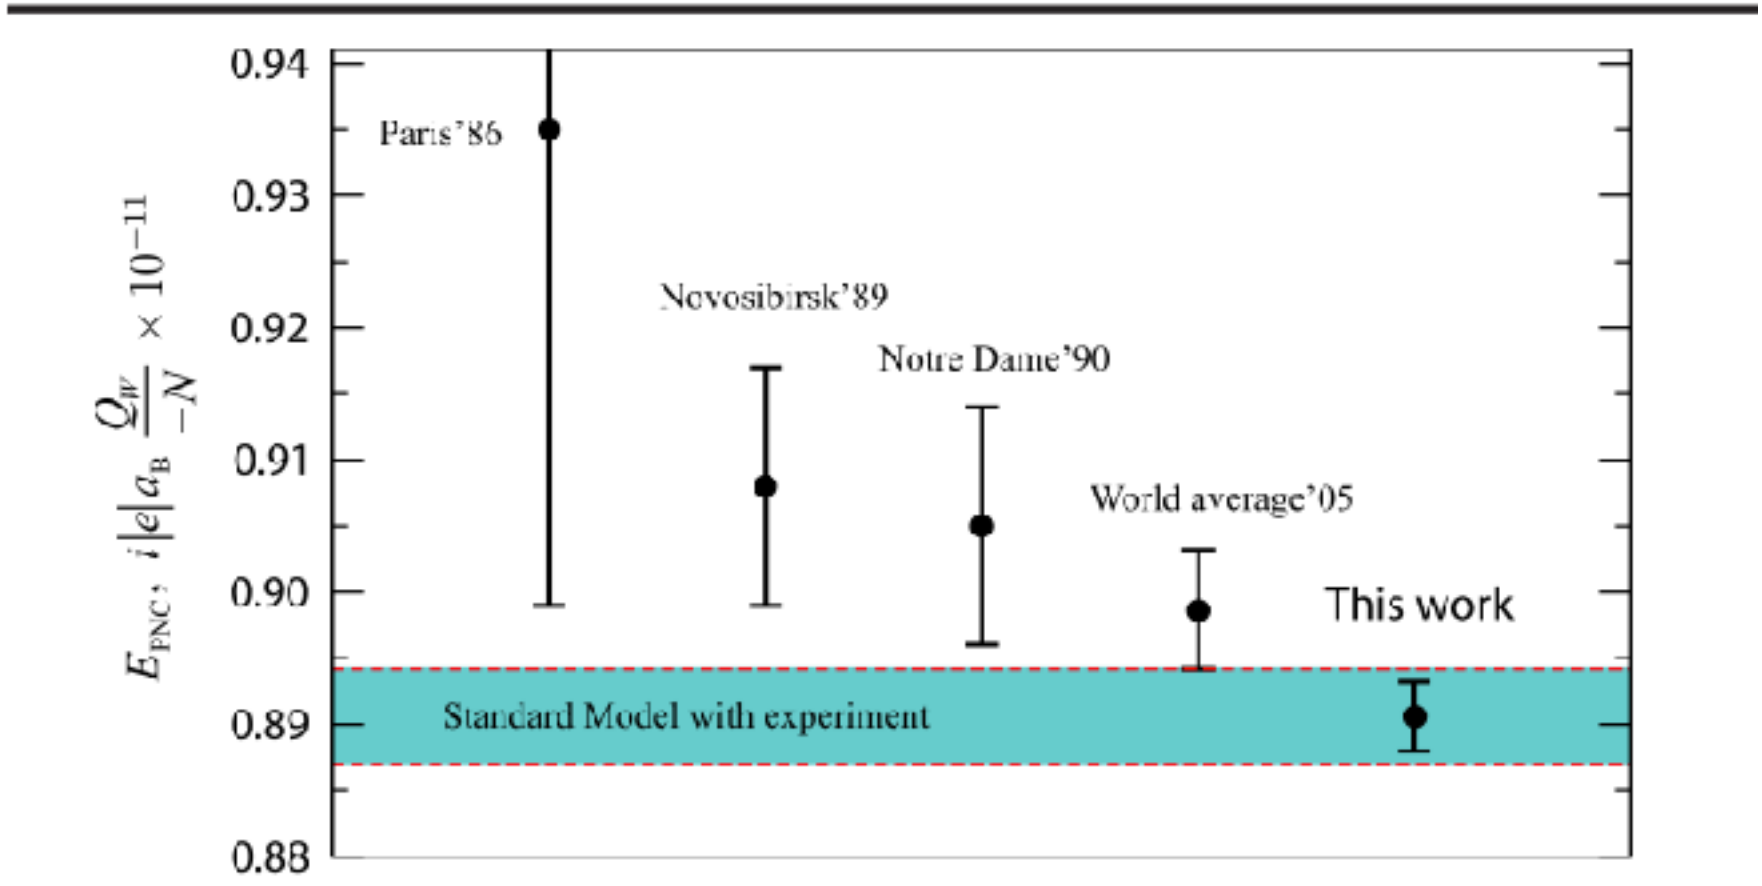 0.94
Paris’86
0.93
Novosibirsk’89
0.92
Notre Dame’90
0.91
World average’05
0.90
This work
Standard Model with experiment
0.89
0.88
E_PNC, i|e|a_B Q_W/−N × 10^−11